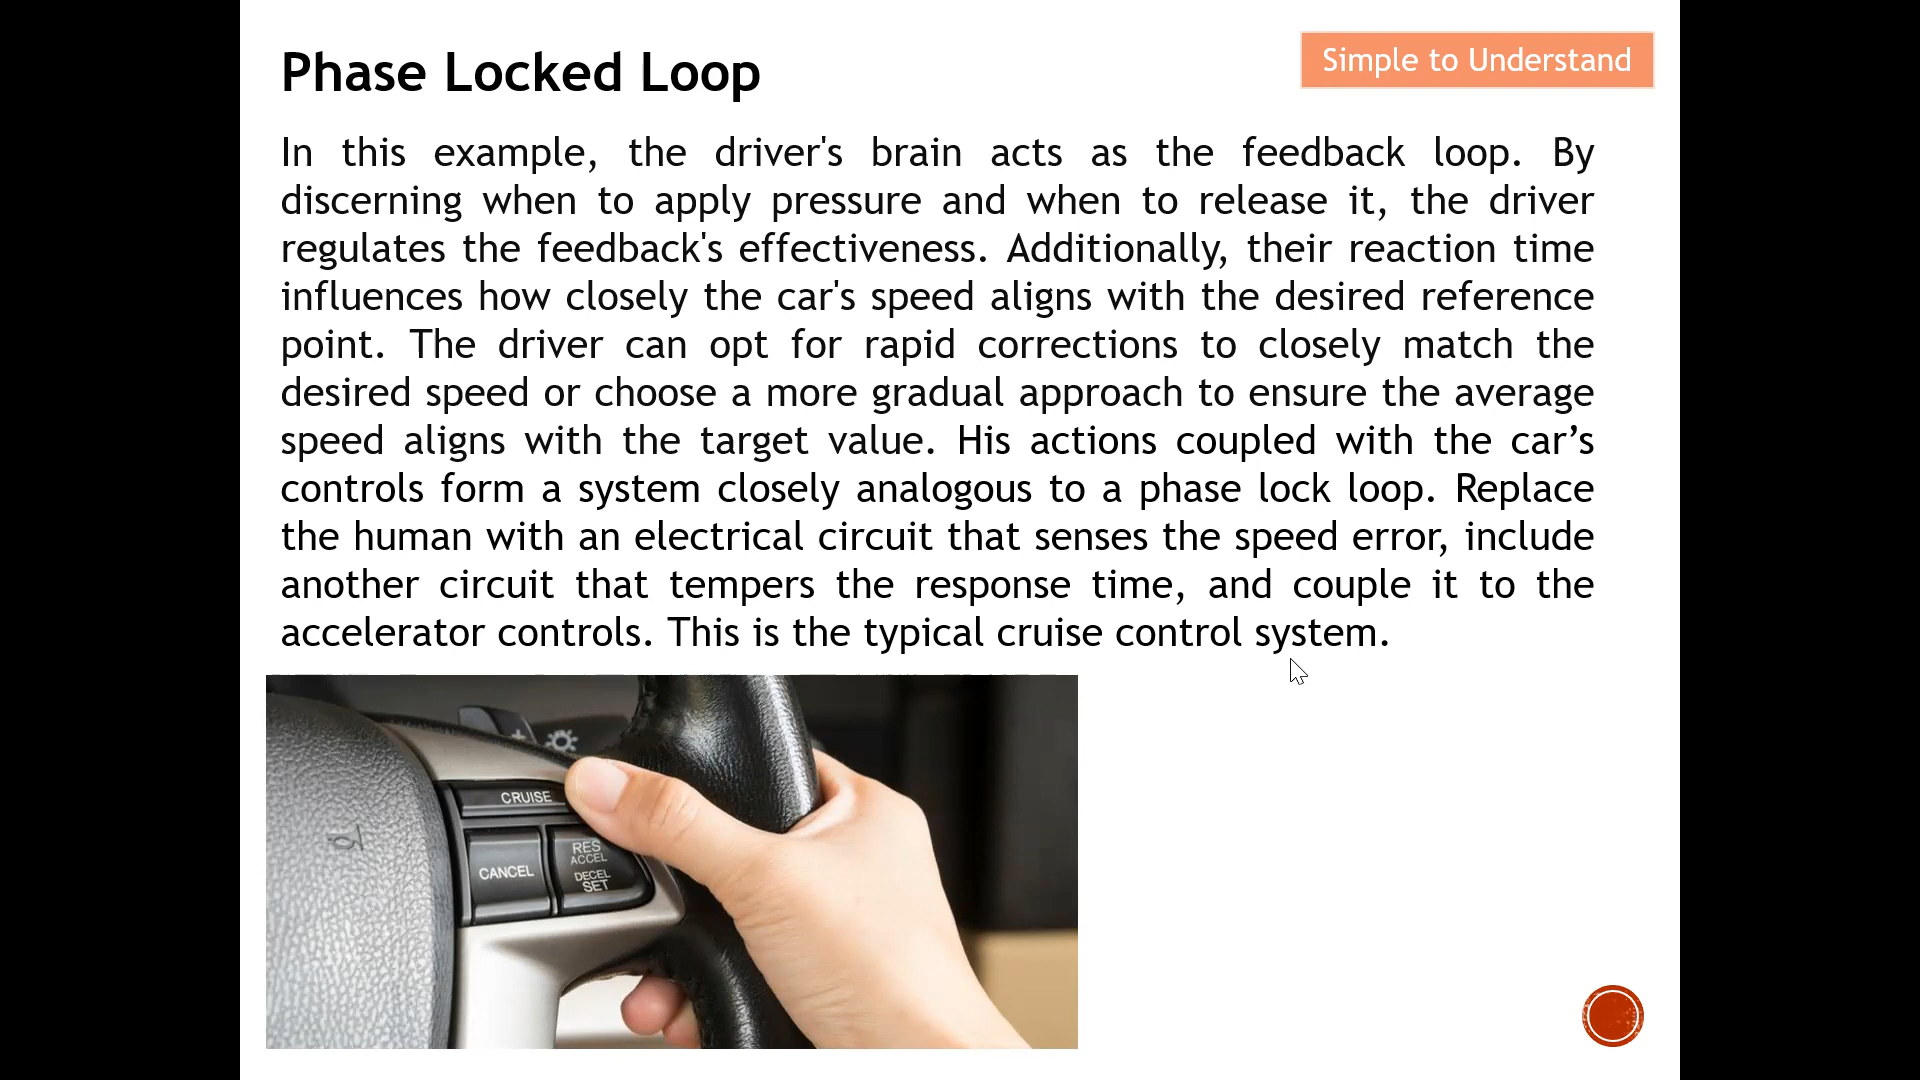 Phase Locked Loop
Simple to Understand
In this example, the driver's brain acts as the feedback loop. By
discerning when to apply pressure and when to release it, the driver
regulates the feedback's effectiveness. Additionally, their reaction time
influences how closely the car's speed aligns with the desired reference
point. The driver can opt for rapid corrections to closely match the
desired speed or choose a more gradual approach to ensure the average
speed aligns with the target value. His actions coupled with the car’s
controls form a system closely analogous to a phase lock loop. Replace
the human with an electrical circuit that senses the speed error, include
another circuit that tempers the response time, and couple it to the
accelerator controls. This is the typical cruise control system.
+
CRUISE
CANCEL
RES
ACCEL
DECEL
SET